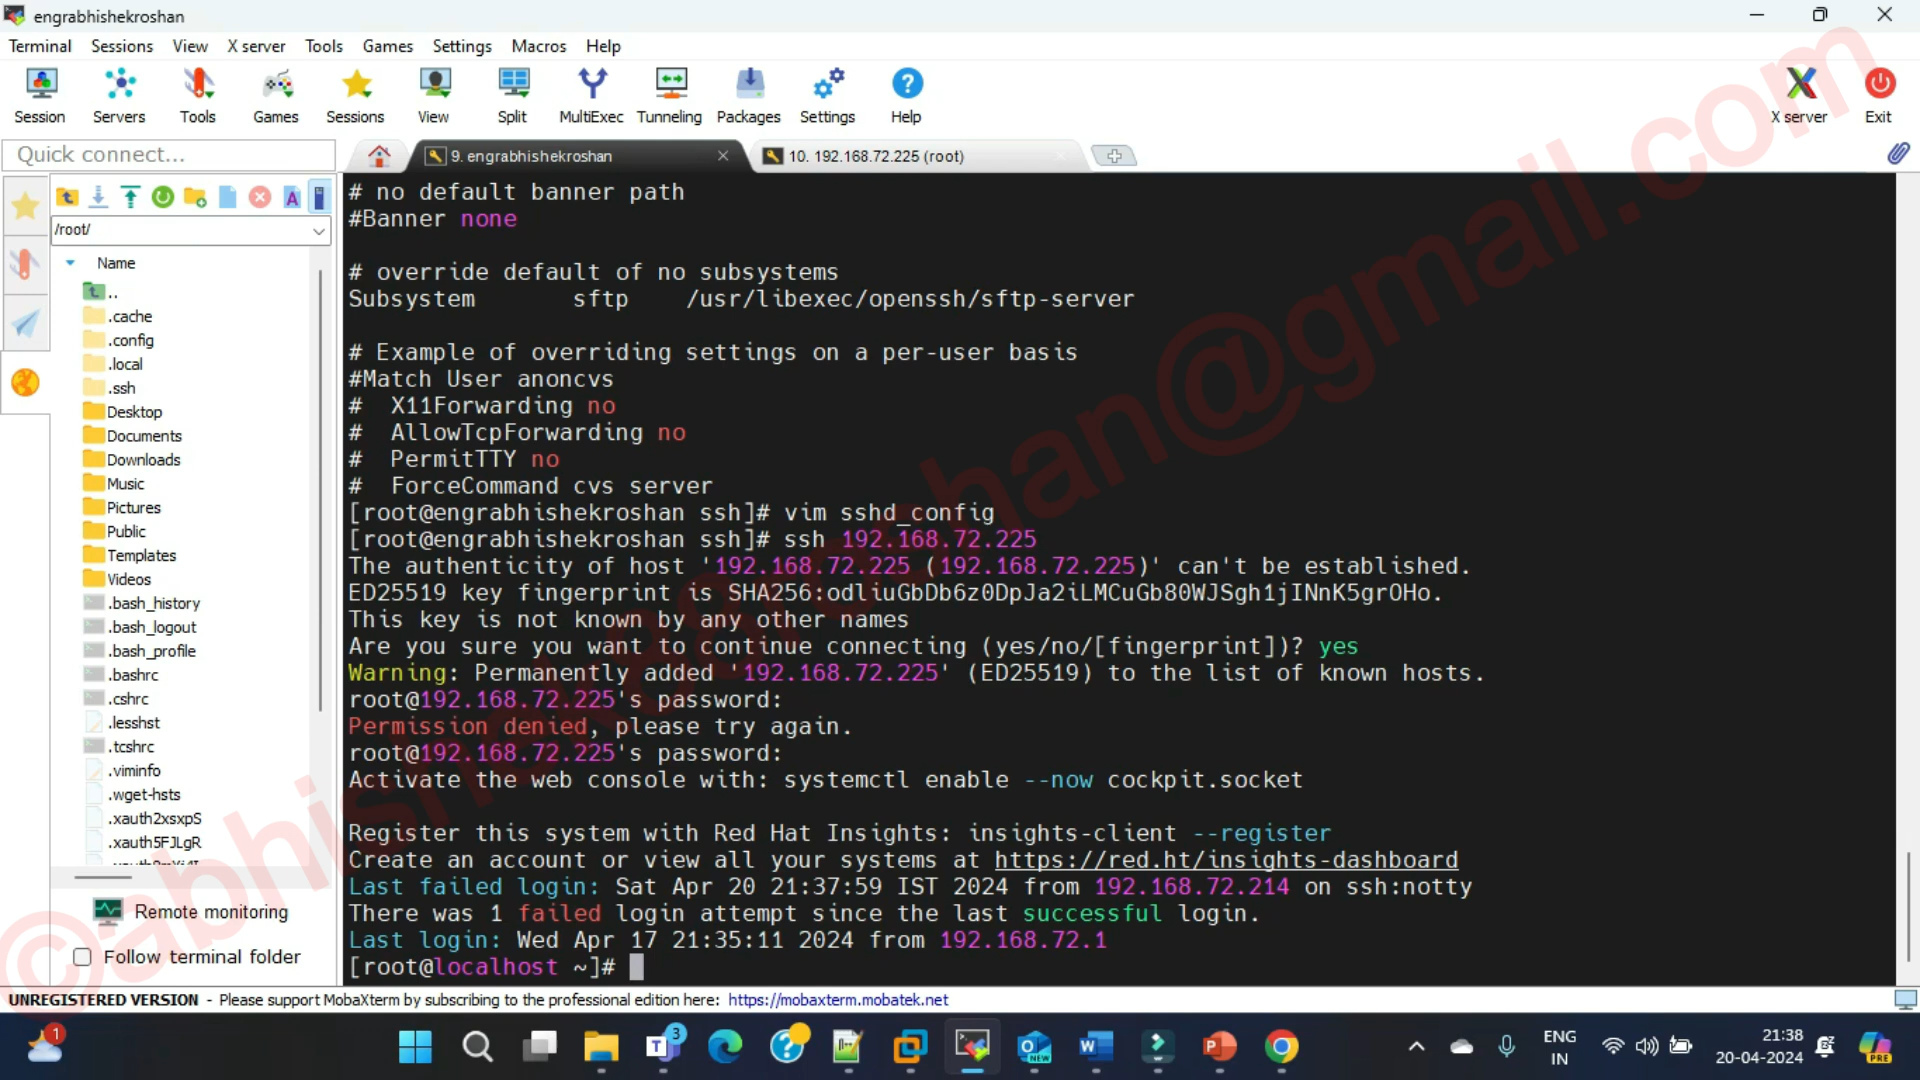 engrabhishekroshan
Terminal Sessions View X server Tools Games Settings Macros Help
Session Servers Tools Games Sessions View Split MultiExec Tunneling Packages Settings Help X server Exit
Quick connect...
9. engrabhishekroshan
10. 192.168.72.225 (root)
/root/
Name
..
.cache
.config
.local
.ssh
Desktop
Documents
Downloads
Music
Pictures
Public
Templates
Videos
.bash_history
.bash_logout
.bash_profile
.bashrc
.cshrc
.lesshst
.tcshrc
.viminfo
.wget-hsts
.xauth2xsxpS
.xauth5FJLgR
Remote monitoring
Follow terminal folder
# no default banner path
#Banner none
# override default of no subsystems
Subsystem sftp /usr/libexec/openssh/sftp-server
# Example of overriding settings on a per-user basis
#Match User anoncvs
# X11Forwarding no
# AllowTcpForwarding no
# PermitTTY no
# ForceCommand cvs server
[root@engrabhishekroshan ssh]# vim sshd_config
[root@engrabhishekroshan ssh]# ssh 192.168.72.225
The authenticity of host '192.168.72.225 (192.168.72.225)' can't be established.
ED25519 key fingerprint is SHA256:odliuGbDb6z0DpJa2iLMCuGb80WJSgh1jINnK5grOHo.
This key is not known by any other names
Are you sure you want to continue connecting (yes/no/[fingerprint])? yes
Warning: Permanently added '192.168.72.225' (ED25519) to the list of known hosts.
root@192.168.72.225's password:
Permission denied, please try again.
root@192.168.72.225's password:
Activate the web console with: systemctl enable --now cockpit.socket
Register this system with Red Hat Insights: insights-client --register
Create an account or view all your systems at https://red.ht/insights-dashboard
Last failed login: Sat Apr 20 21:37:59 IST 2024 from 192.168.72.214 on ssh:notty
There was 1 failed login attempt since the last successful login.
Last login: Wed Apr 17 21:35:11 2024 from 192.168.72.1
[root@localhost ~]#
©abhishek88roshan@gmail.com
UNREGISTERED VERSION - Please support MobaXterm by subscribing to the professional edition here: https://mobaxterm.mobatek.net
1
3
NEW
ENG
IN
21:38
20-04-2024
PRE